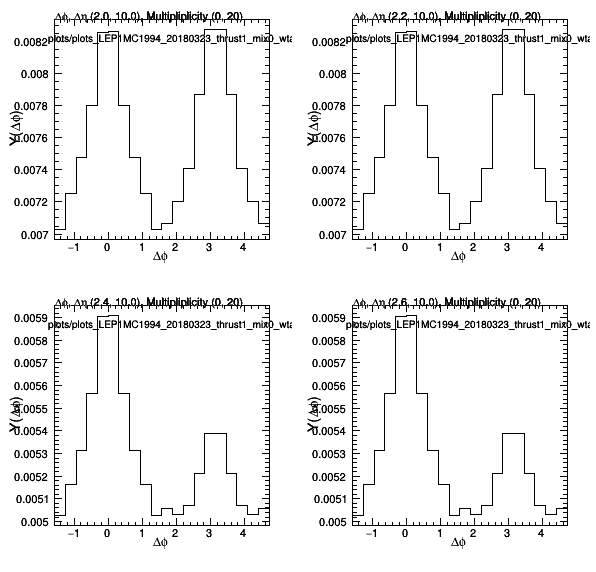 Δϕ, Δη (2.0, 10.0), Multipliplicity (0, 20)
plots/plots_LEP1MC1994_20180323_thrust1_mix0_wta
0.0082
0.008
0.0078
0.0076
0.0074
0.0072
0.007
Y(Δϕ)
−1 0 1 2 3 4
Δϕ
Δϕ, Δη (2.2, 10.0), Multipliplicity (0, 20)
plots/plots_LEP1MC1994_20180323_thrust1_mix0_wta
0.0082
0.008
0.0078
0.0076
0.0074
0.0072
0.007
Y(Δϕ)
−1 0 1 2 3 4
Δϕ
Δϕ, Δη (2.4, 10.0), Multipliplicity (0, 20)
plots/plots_LEP1MC1994_20180323_thrust1_mix0_wta
0.0059
0.0058
0.0057
0.0056
0.0055
0.0054
0.0053
0.0052
0.0051
0.005
Y(Δϕ)
−1 0 1 2 3 4
Δϕ
Δϕ, Δη (2.6, 10.0), Multipliplicity (0, 20)
plots/plots_LEP1MC1994_20180323_thrust1_mix0_wta
0.0059
0.0058
0.0057
0.0056
0.0055
0.0054
0.0053
0.0052
0.0051
0.005
Y(Δϕ)
−1 0 1 2 3 4
Δϕ